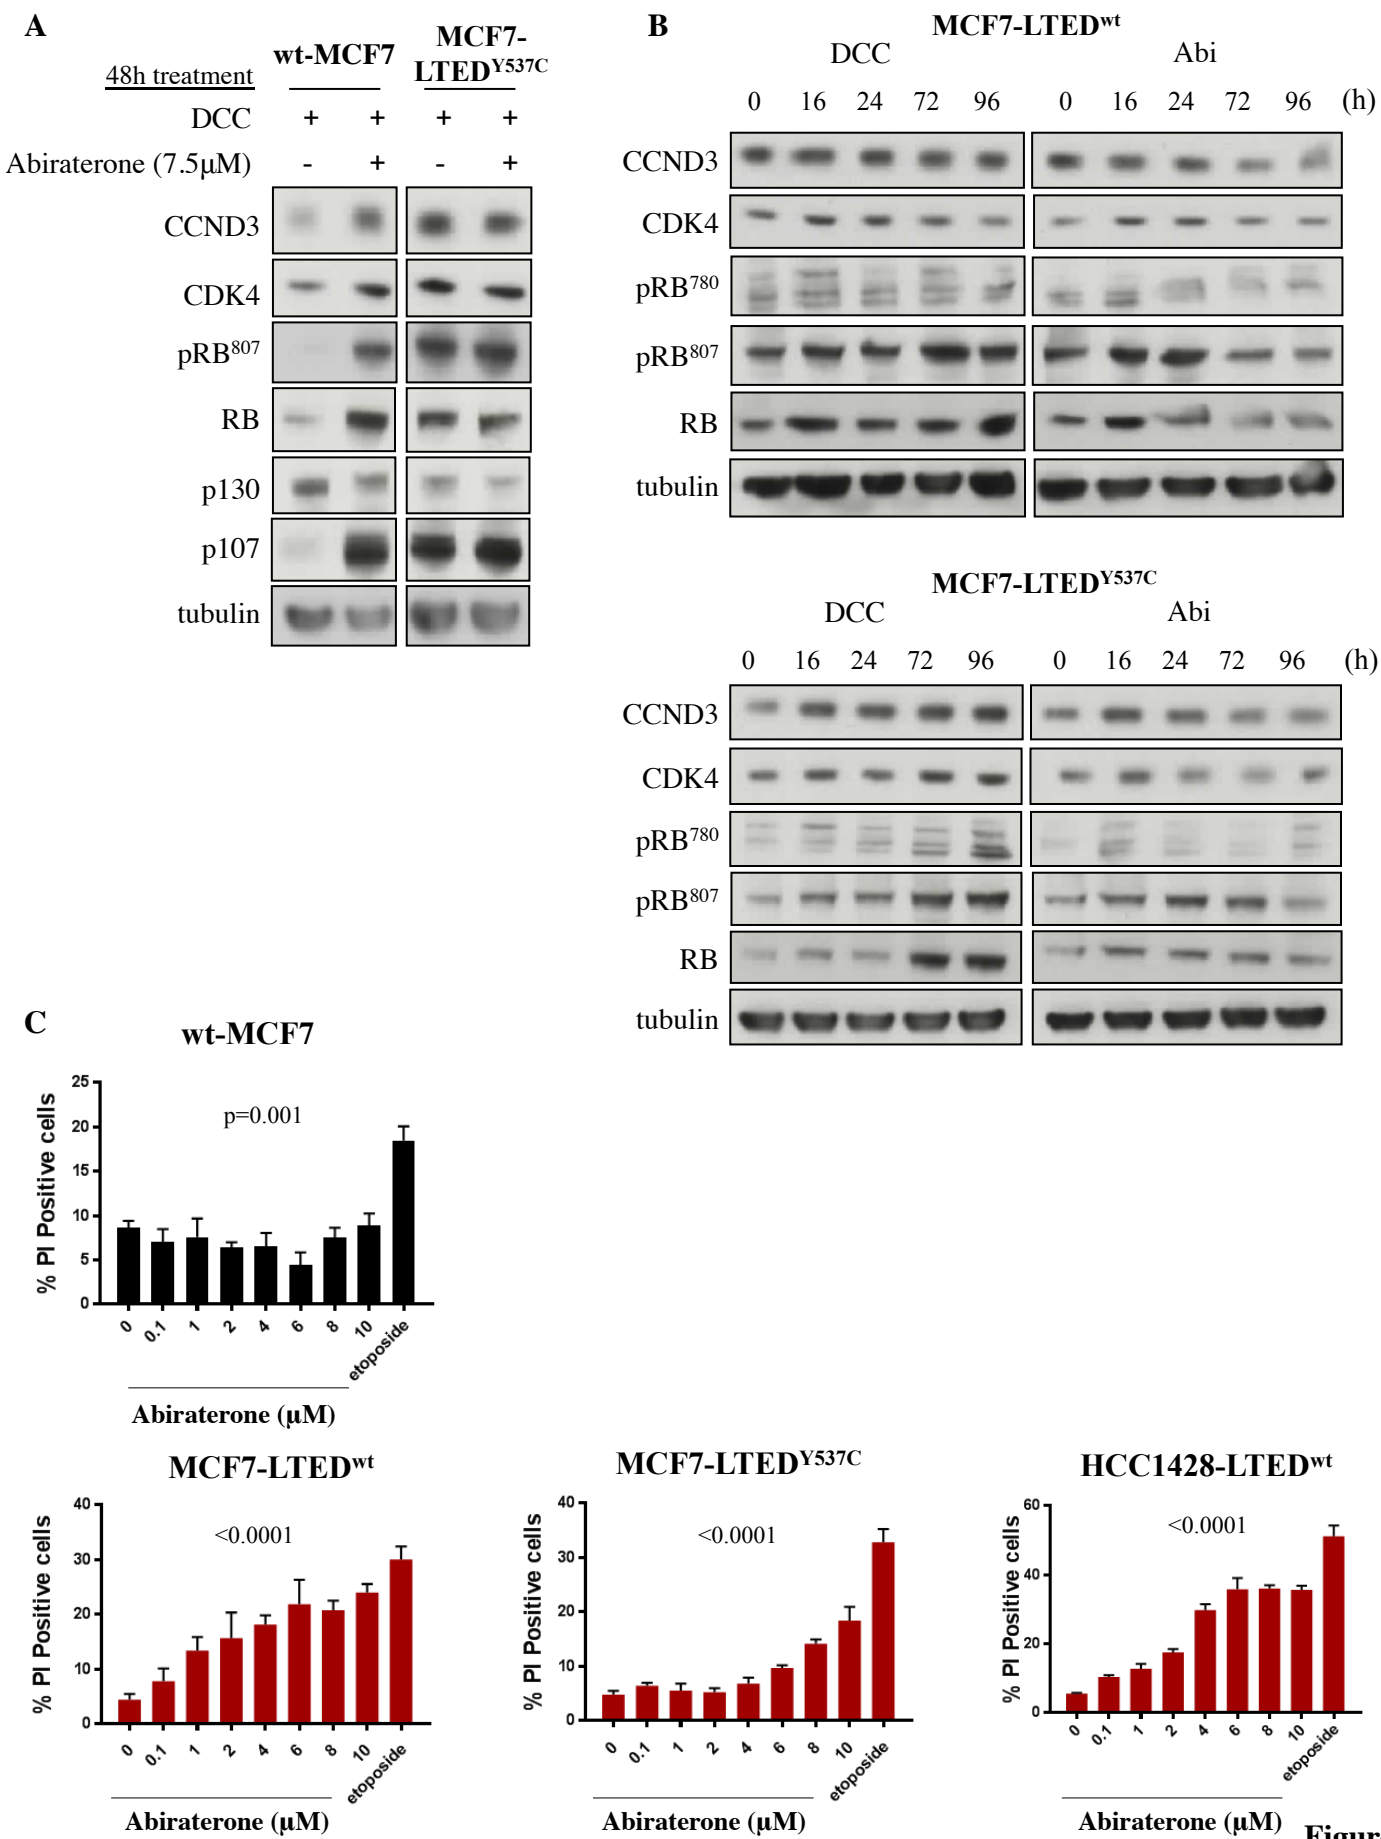 A
48h treatment
wt-MCF7
MCF7-
LTEDY537C
DCC + + + +
Abiraterone (7.5µM) - + - +
CCND3
CDK4
pRB807
RB
p130
p107
tubulin
B
MCF7-LTEDwt
DCC Abi
0 16 24 72 96 0 16 24 72 96 (h)
CCND3
CDK4
pRB780
pRB807
RB
tubulin
MCF7-LTEDY537C
DCC Abi
0 16 24 72 96 0 16 24 72 96 (h)
CCND3
CDK4
pRB780
pRB807
RB
tubulin
C
wt-MCF7
% PI Positive cells
25
20
15
10
5
0
p=0.001
0 0.1 1 2 4 6 8 10 etoposide
Abiraterone (µM)
MCF7-LTEDwt
% PI Positive cells
40
30
20
10
0
<0.0001
0 0.1 1 2 4 6 8 10 etoposide
Abiraterone (µM)
MCF7-LTEDY537C
% PI Positive cells
40
30
20
10
0
<0.0001
0 0.1 1 2 4 6 8 10 etoposide
Abiraterone (µM)
HCC1428-LTEDwt
% PI Positive cells
60
40
20
0
<0.0001
0 0.1 1 2 4 6 8 10 etoposide
Abiraterone (µM)
Figur